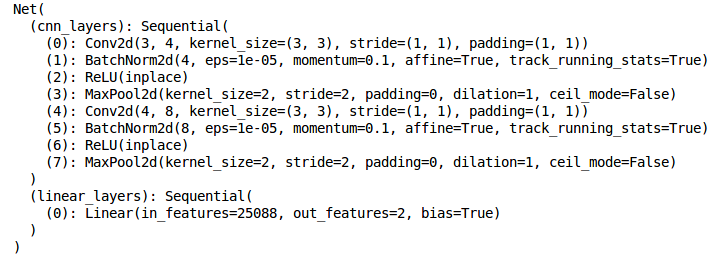 Net(
  (cnn_layers): Sequential(
    (0): Conv2d(3, 4, kernel_size=(3, 3), stride=(1, 1), padding=(1, 1))
    (1): BatchNorm2d(4, eps=1e-05, momentum=0.1, affine=True, track_running_stats=True)
    (2): ReLU(inplace)
    (3): MaxPool2d(kernel_size=2, stride=2, padding=0, dilation=1, ceil_mode=False)
    (4): Conv2d(4, 8, kernel_size=(3, 3), stride=(1, 1), padding=(1, 1))
    (5): BatchNorm2d(8, eps=1e-05, momentum=0.1, affine=True, track_running_stats=True)
    (6): ReLU(inplace)
    (7): MaxPool2d(kernel_size=2, stride=2, padding=0, dilation=1, ceil_mode=False)
  )
  (linear_layers): Sequential(
    (0): Linear(in_features=25088, out_features=2, bias=True)
  )
)